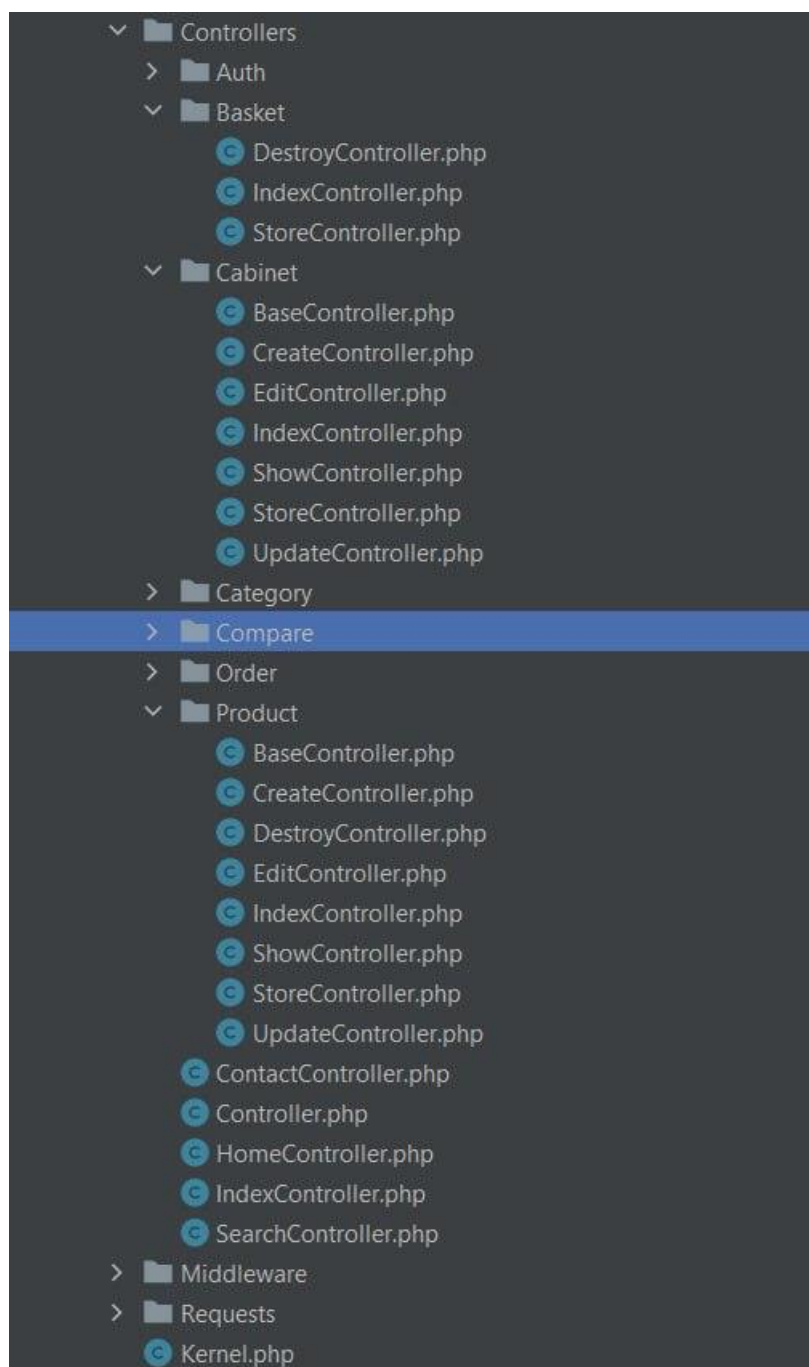 Controllers
Auth
Basket
DestroyController.php
IndexController.php
StoreController.php
Cabinet
BaseController.php
CreateController.php
EditController.php
IndexController.php
ShowController.php
StoreController.php
UpdateController.php
Category
Compare
Order
Product
BaseController.php
CreateController.php
DestroyController.php
EditController.php
IndexController.php
ShowController.php
StoreController.php
UpdateController.php
ContactController.php
Controller.php
HomeController.php
IndexController.php
SearchController.php
Middleware
Requests
Kernel.php